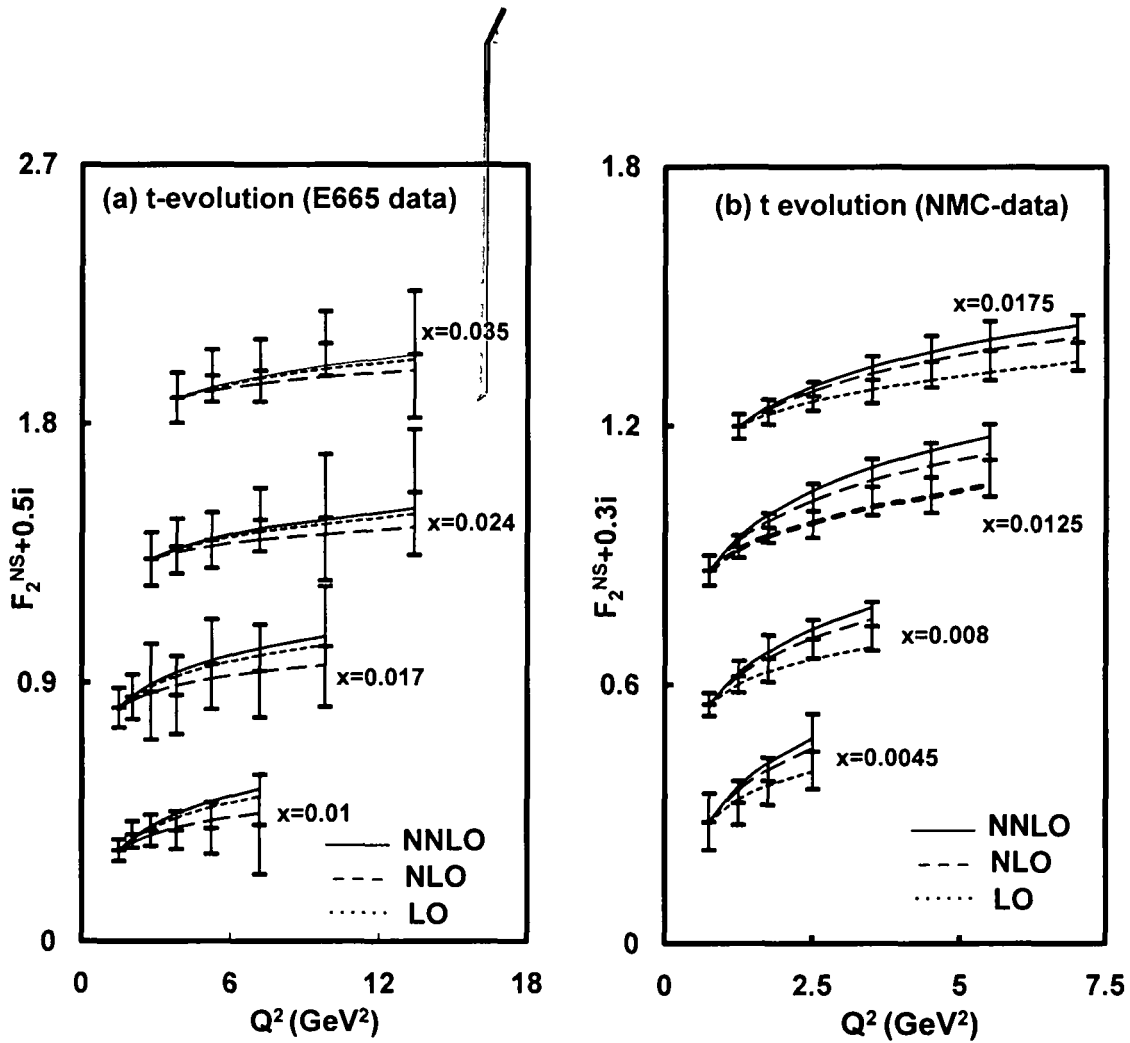 2.7
(a) t-evolution (E665 data)
x=0.035
1.8
x=0.024
F₂ᴺˢ+0.5i
0.9
x=0.017
x=0.01
NNLO
NLO
LO
0
0 6 12 18
Q² (GeV²)
1.8
(b) t evolution (NMC-data)
x=0.0175
1.2
x=0.0125
F₂ᴺˢ+0.3i
x=0.008
0.6
x=0.0045
NNLO
NLO
LO
0
0 2.5 5 7.5
Q² (GeV²)